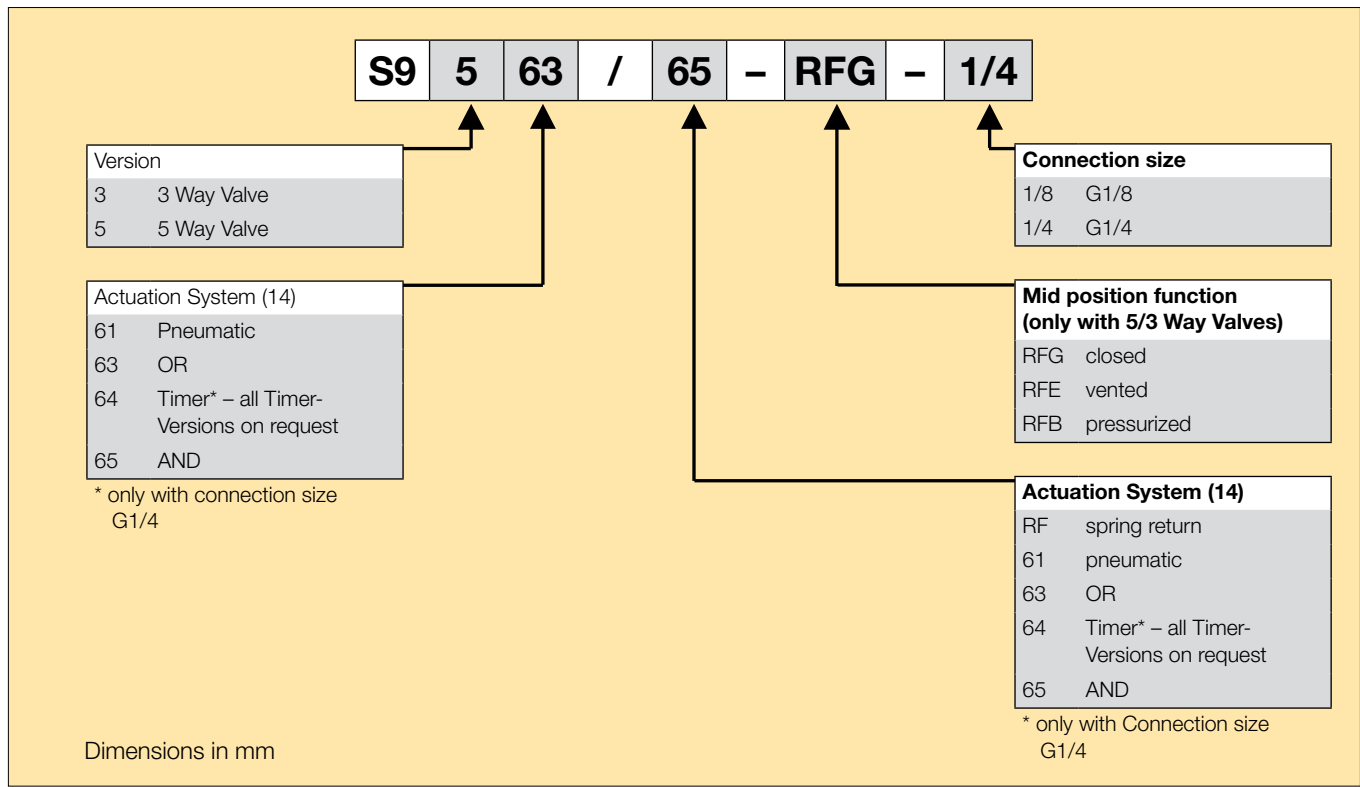 S9 5 63 / 65 – RFG – 1/4
Version
3 3 Way Valve
5 5 Way Valve
Actuation System (14)
61 Pneumatic
63 OR
64 Timer* – all Timer-
Versions on request
65 AND
* only with connection size
G1/4
Connection size
1/8 G1/8
1/4 G1/4
Mid position function
(only with 5/3 Way Valves)
RFG closed
RFE vented
RFB pressurized
Actuation System (14)
RF spring return
61 pneumatic
63 OR
64 Timer* – all Timer-
Versions on request
65 AND
* only with Connection size
G1/4
Dimensions in mm